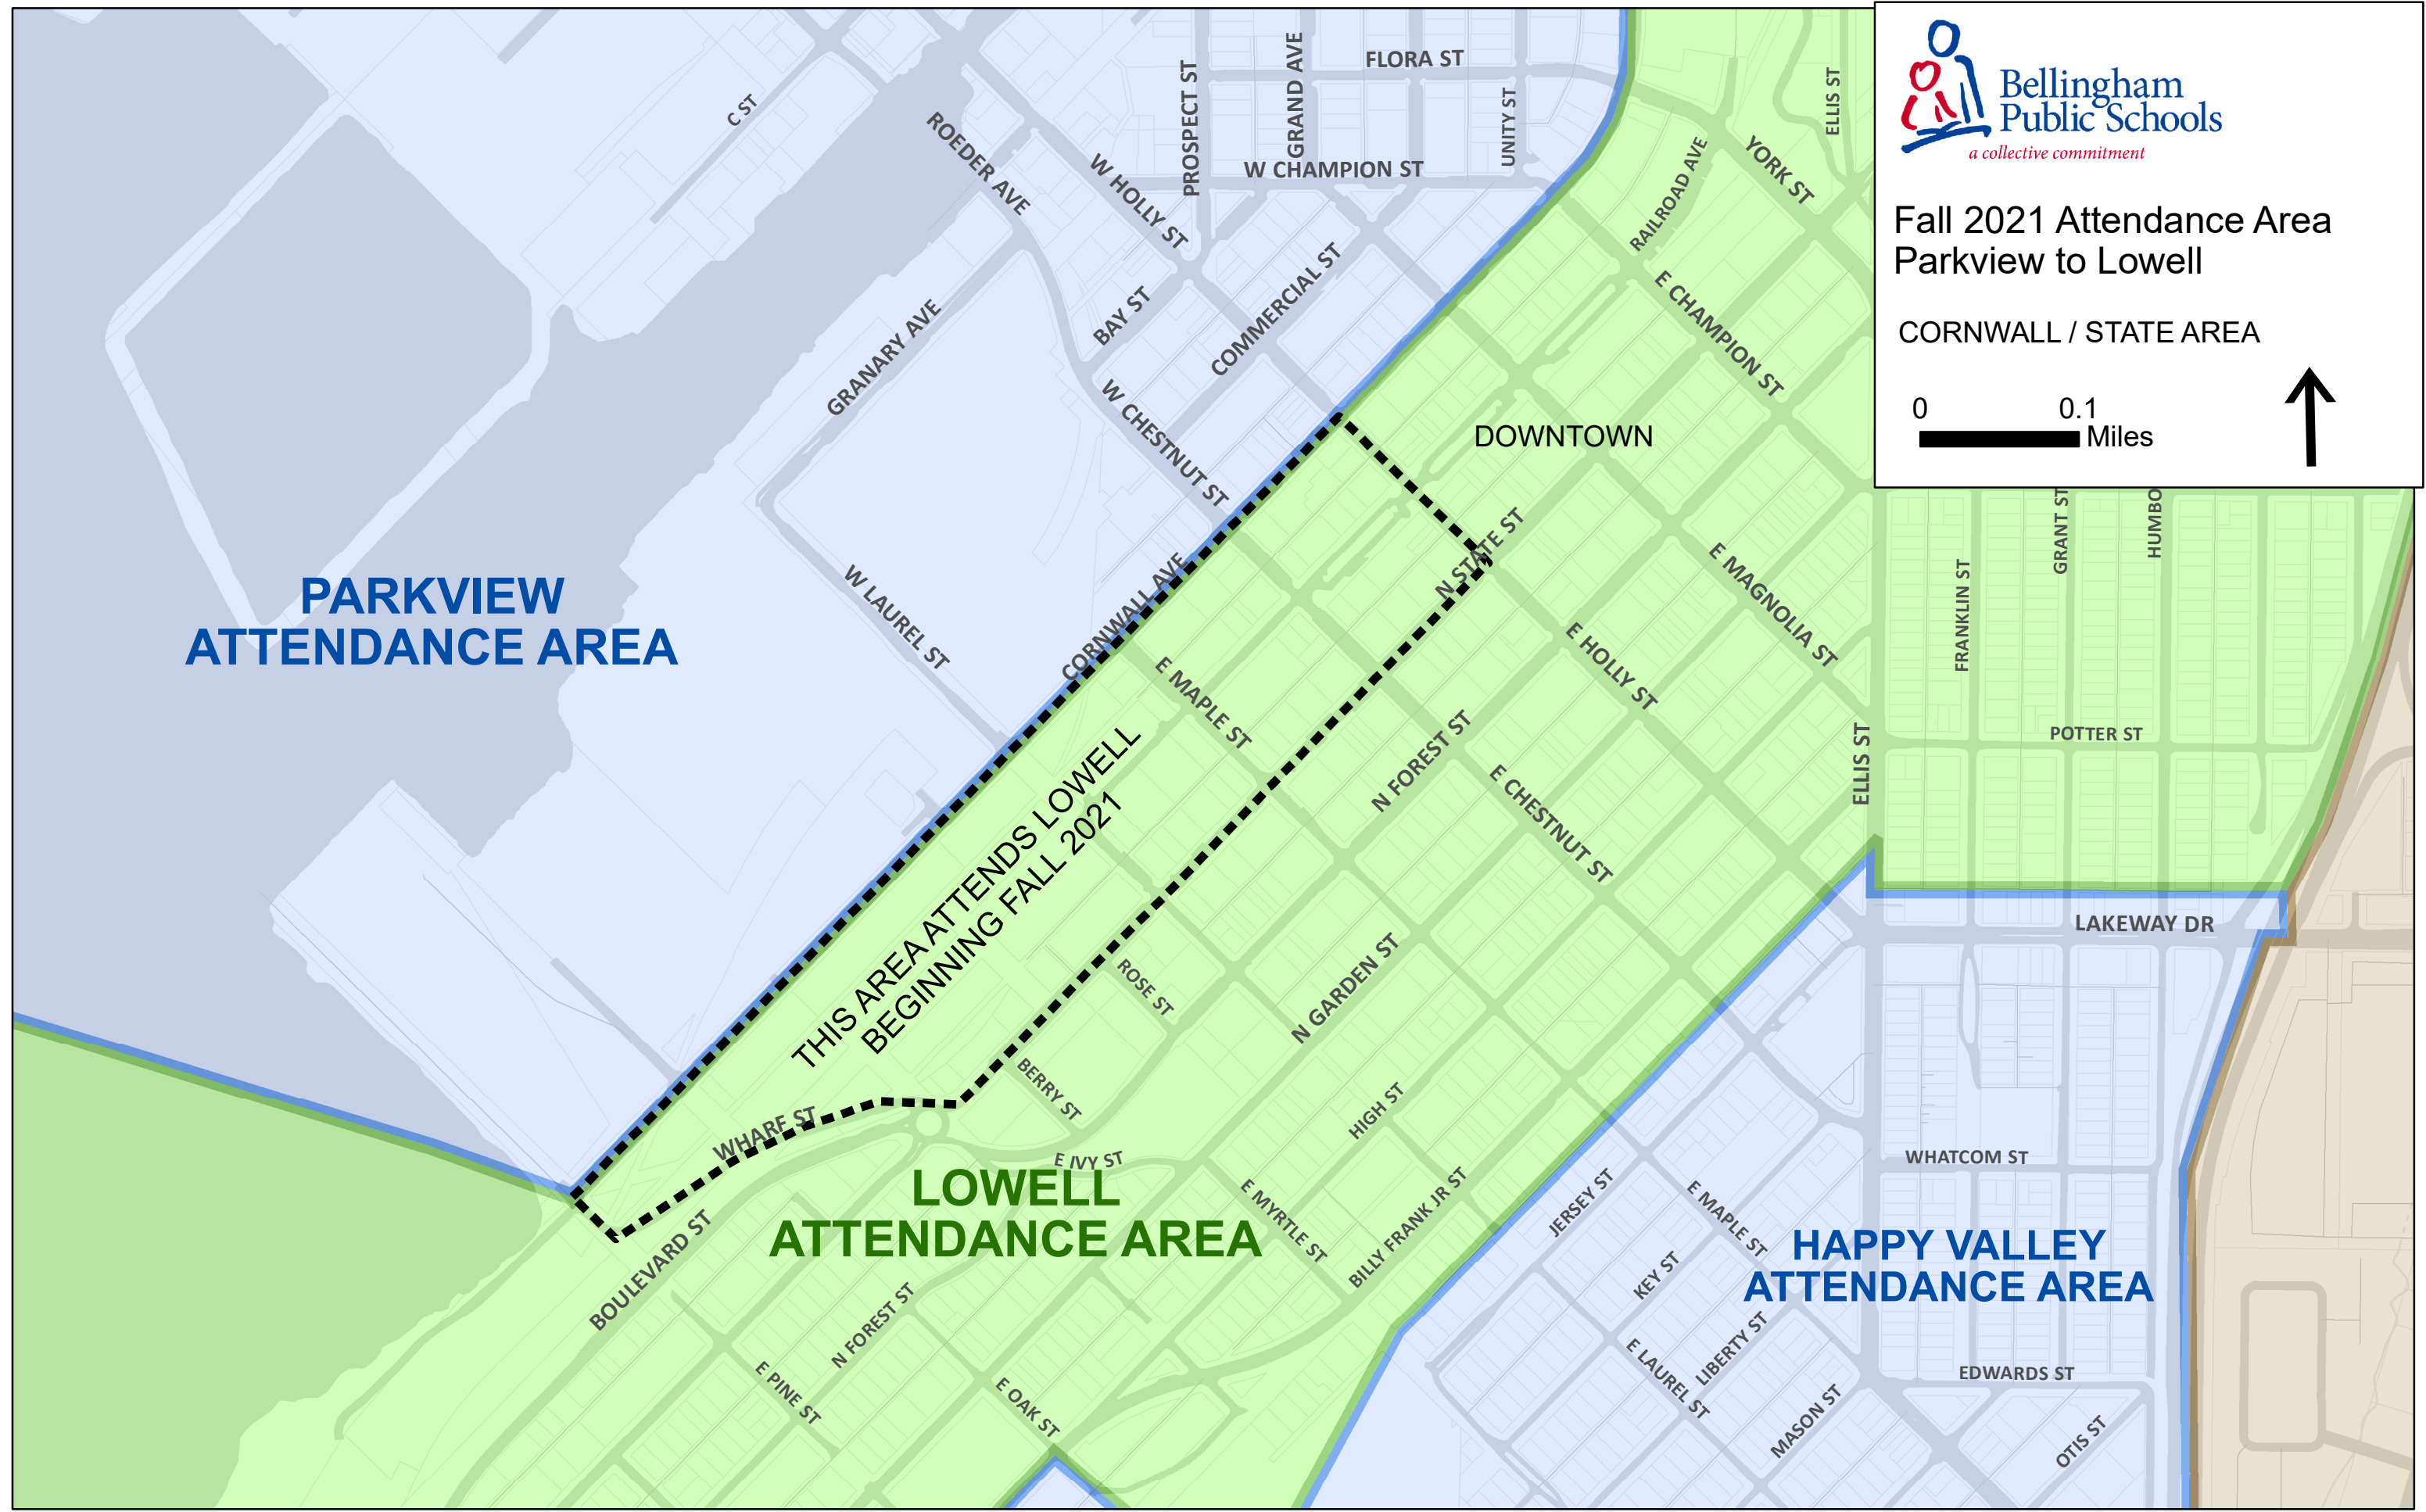 Bellingham
Public Schools
a collective commitment
Fall 2021 Attendance Area
Parkview to Lowell
CORNWALL / STATE AREA
0 0.1
Miles
FLORA ST
PROSPECT ST
GRAND AVE
UNITY ST
ELLIS ST
C ST
ROEDER AVE
W HOLLY ST
W CHAMPION ST
RAILROAD AVE
YORK ST
BAY ST
COMMERCIAL ST
GRANARY AVE
E CHAMPION ST
W CHESTNUT ST
DOWNTOWN
N STATE ST
GRANT ST
HUMBO
FRANKLIN ST
E MAGNOLIA ST
PARKVIEW
ATTENDANCE AREA
W LAUREL ST
CORNWALL AVE
E MAPLE ST
E HOLLY ST
N FOREST ST
ELLIS ST
POTTER ST
E CHESTNUT ST
THIS AREA ATTENDS LOWELL
BEGINNING FALL 2021
LAKEWAY DR
ROSE ST
N GARDEN ST
BERRY ST
HIGH ST
WHARF ST
E IVY ST
LOWELL
ATTENDANCE AREA
E MYRTLE ST
BILLY FRANK JR ST
JERSEY ST
E MAPLE ST
KEY ST
WHATCOM ST
HAPPY VALLEY
ATTENDANCE AREA
BOULEVARD ST
N FOREST ST
E PINE ST
E OAK ST
E LAUREL ST
LIBERTY ST
MASON ST
EDWARDS ST
OTIS ST